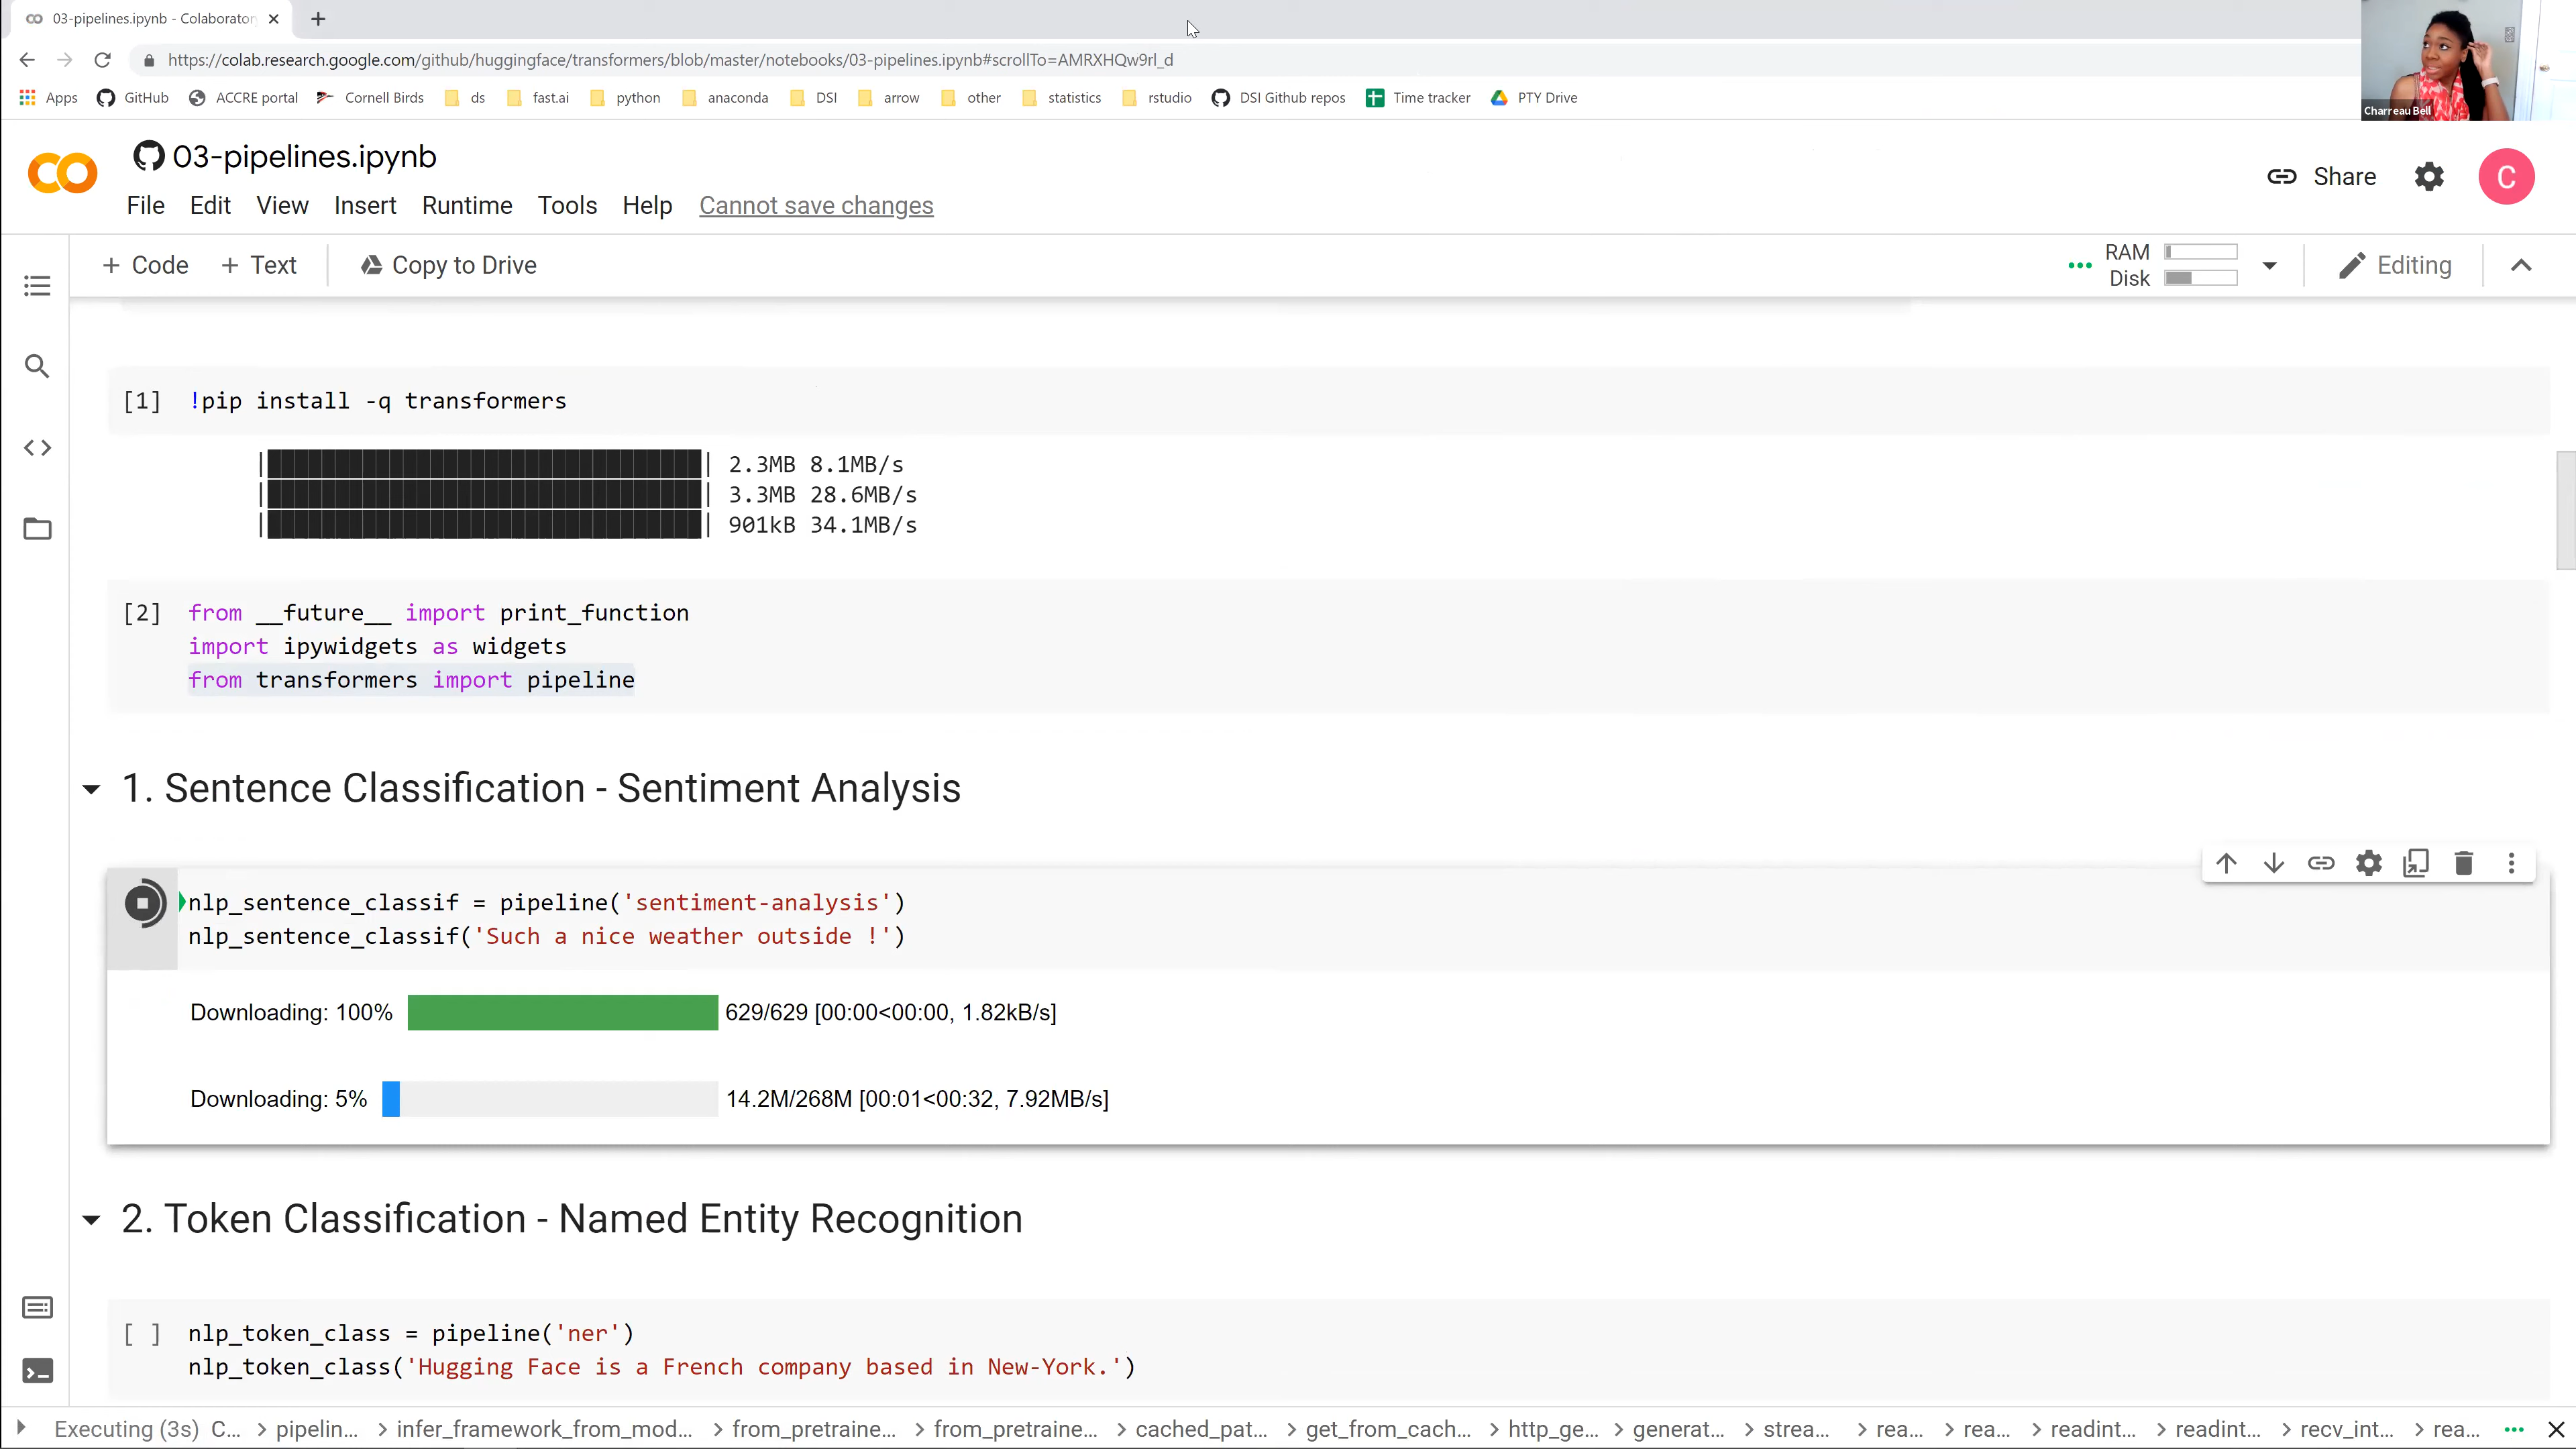 03-pipelines.ipynb - Colaborator
https://colab.research.google.com/github/huggingface/transformers/blob/master/notebooks/03-pipelines.ipynb#scrollTo=AMRXHQw9rl_d
Apps GitHub ACCRE portal Cornell Birds ds fast.ai python anaconda DSI arrow other statistics rstudio DSI Github repos Time tracker PTY Drive
Charreau Bell
03-pipelines.ipynb
Share
C
File Edit View Insert Runtime Tools Help Cannot save changes
+ Code + Text Copy to Drive
RAM
Disk
Editing
[1] !pip install -q transformers
2.3MB 8.1MB/s
3.3MB 28.6MB/s
901kB 34.1MB/s
[2] from __future__ import print_function
import ipywidgets as widgets
from transformers import pipeline
1. Sentence Classification - Sentiment Analysis
nlp_sentence_classif = pipeline('sentiment-analysis')
nlp_sentence_classif('Such a nice weather outside !')
Downloading: 100% 629/629 [00:00<00:00, 1.82kB/s]
Downloading: 5% 14.2M/268M [00:01<00:32, 7.92MB/s]
2. Token Classification - Named Entity Recognition
[ ] nlp_token_class = pipeline('ner')
nlp_token_class('Hugging Face is a French company based in New-York.')
Executing (3s) C... > pipelin... > infer_framework_from_mod... > from_pretraine... > from_pretraine... > cached_pat... > get_from_cach... > http_ge... > generat... > strea... > rea... > rea... > readint... > readint... > recv_int... > rea...